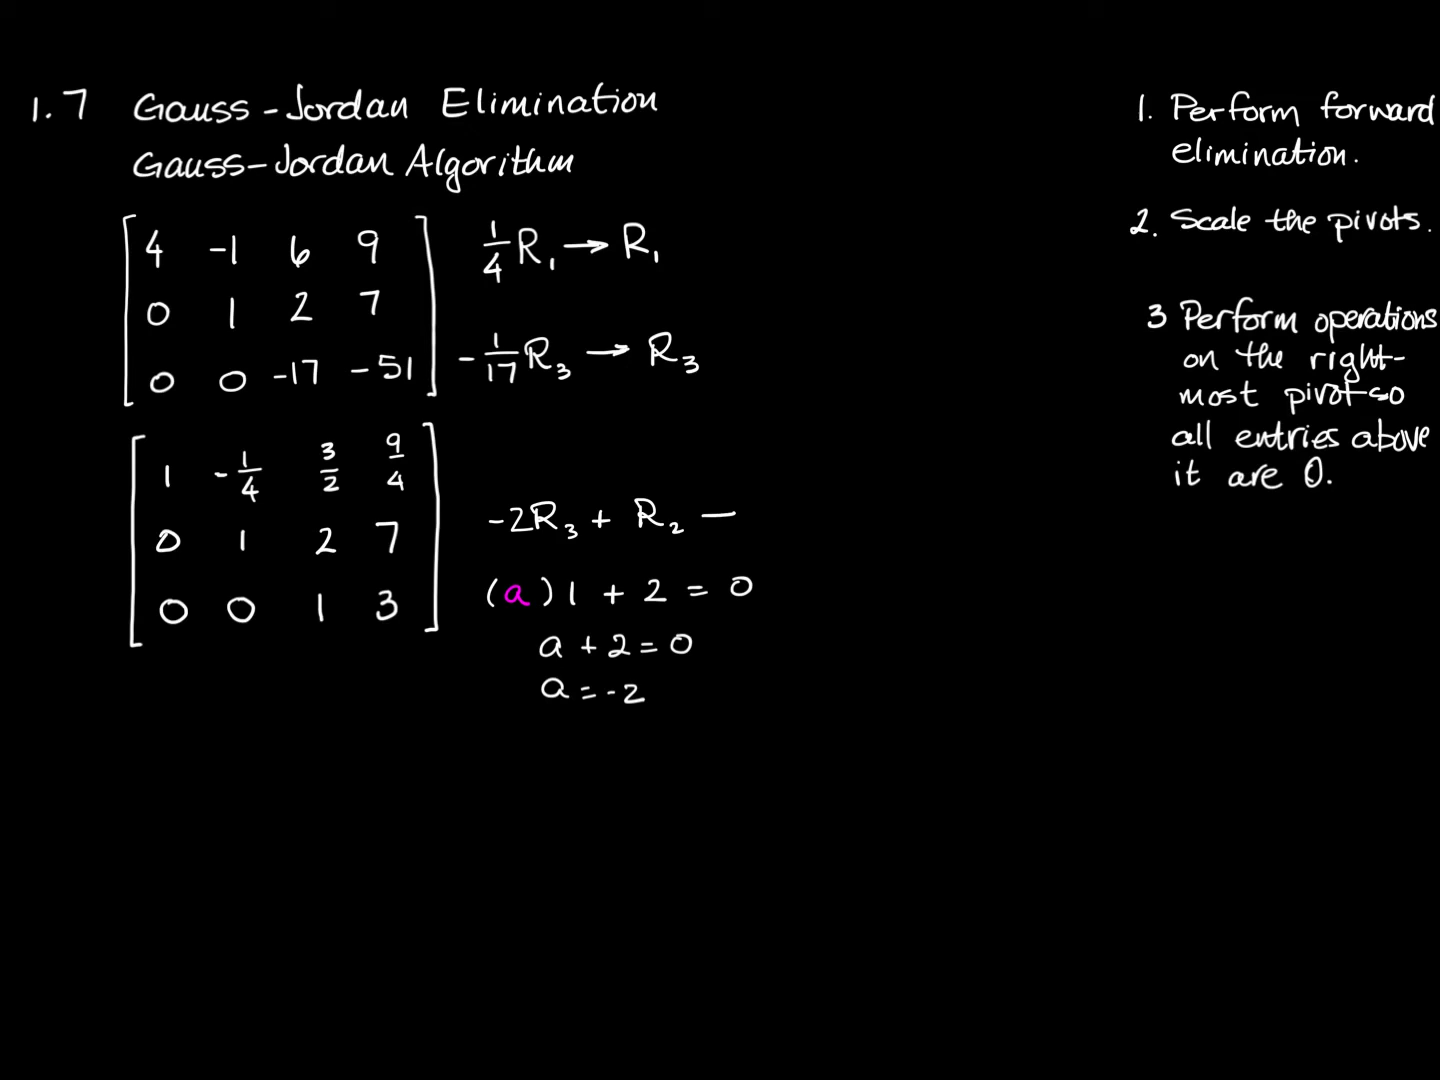 1.7 Gauss-Jordan Elimination
Gauss-Jordan Algorithm
4 -1 6 9
0 1 2 7
0 0 -17 -51
1/4 R₁ → R₁
-1/17 R₃ → R₃
1 -1/4 3/2 9/4
0 1 2 7
0 0 1 3
-2R₃ + R₂ —
(a)1 + 2 = 0
a + 2 = 0
a = -2
1. Perform forward
elimination.
2. Scale the pivots.
3 Perform operations
on the right-
most pivot so
all entries above
it are 0.